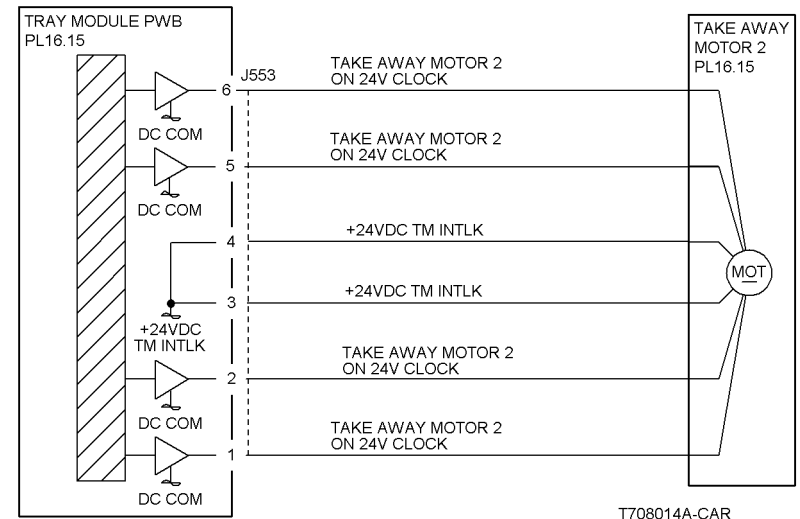 TRAY MODULE PWB
PL16.15
TAKE AWAY
MOTOR 2
PL16.15
J553
6
TAKE AWAY MOTOR 2
ON 24V CLOCK
DC COM
5
TAKE AWAY MOTOR 2
ON 24V CLOCK
DC COM
4
+24VDC TM INTLK
MOT
3
+24VDC TM INTLK
+24VDC
TM INTLK
2
TAKE AWAY MOTOR 2
ON 24V CLOCK
DC COM
1
TAKE AWAY MOTOR 2
ON 24V CLOCK
DC COM
T708014A-CAR